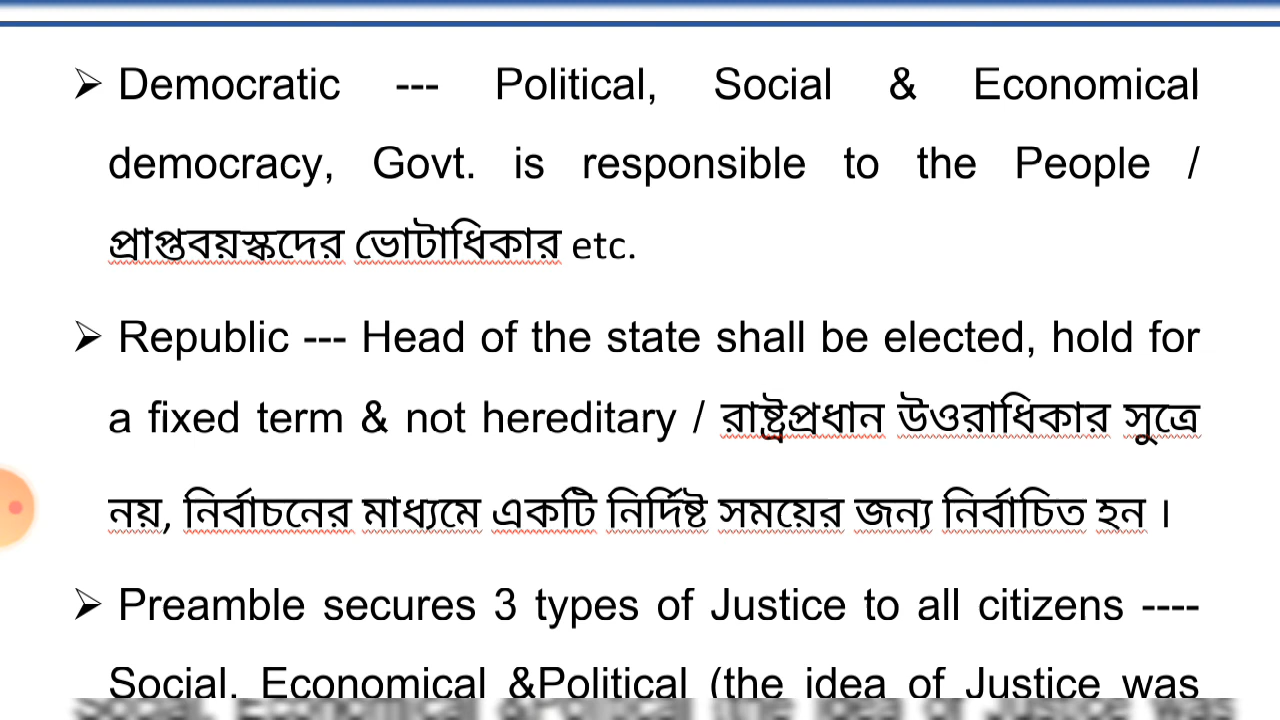 ➢ Democratic --- Political, Social & Economical
democracy, Govt. is responsible to the People /
প্রাপ্তবয়স্কদের ভোটাধিকার etc.
➢ Republic --- Head of the state shall be elected, hold for
a fixed term & not hereditary / রাষ্ট্রপ্রধান উওরাধিকার সুত্রে
নয়, নির্বাচনের মাধ্যমে একটি নির্দিষ্ট সময়ের জন্য নির্বাচিত হন ।
➢ Preamble secures 3 types of Justice to all citizens ----
Social, Economical &Political (the idea of Justice was